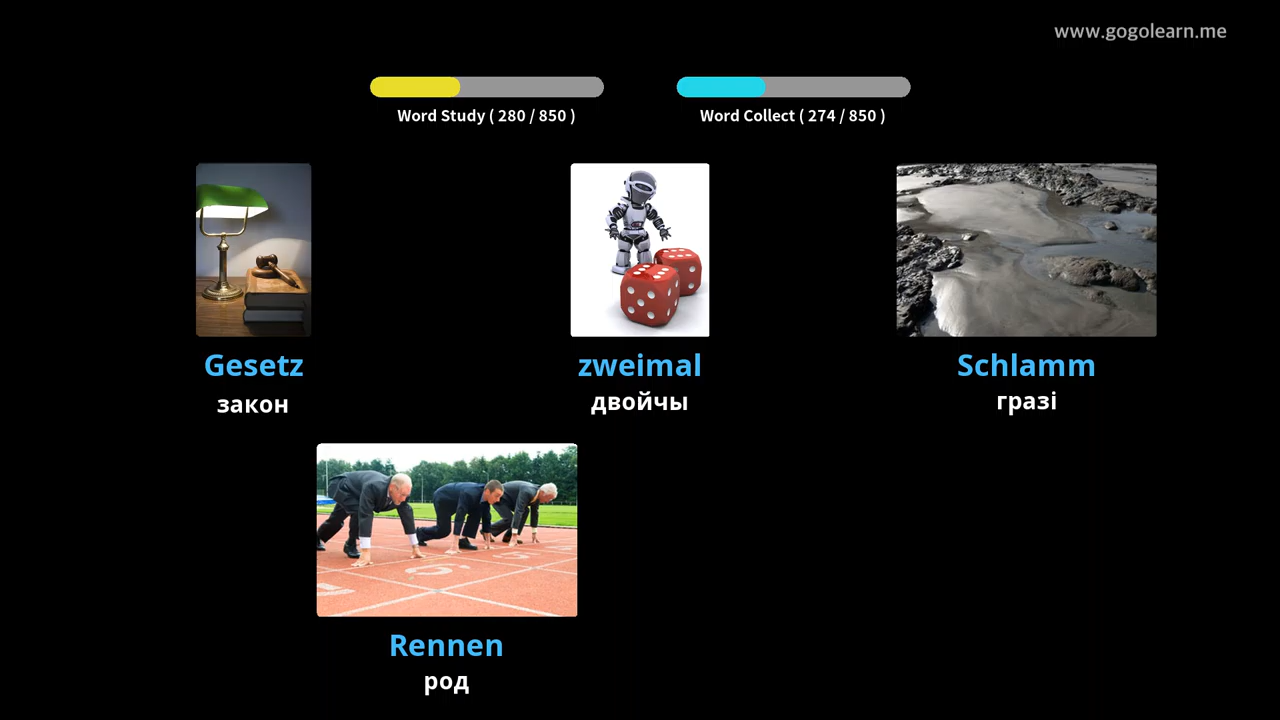 www.gogolearn.me
Word Study ( 280 / 850 )
Word Collect ( 274 / 850 )
Gesetz
закон
zweimal
двойчы
Schlamm
гразі
Rennen
род